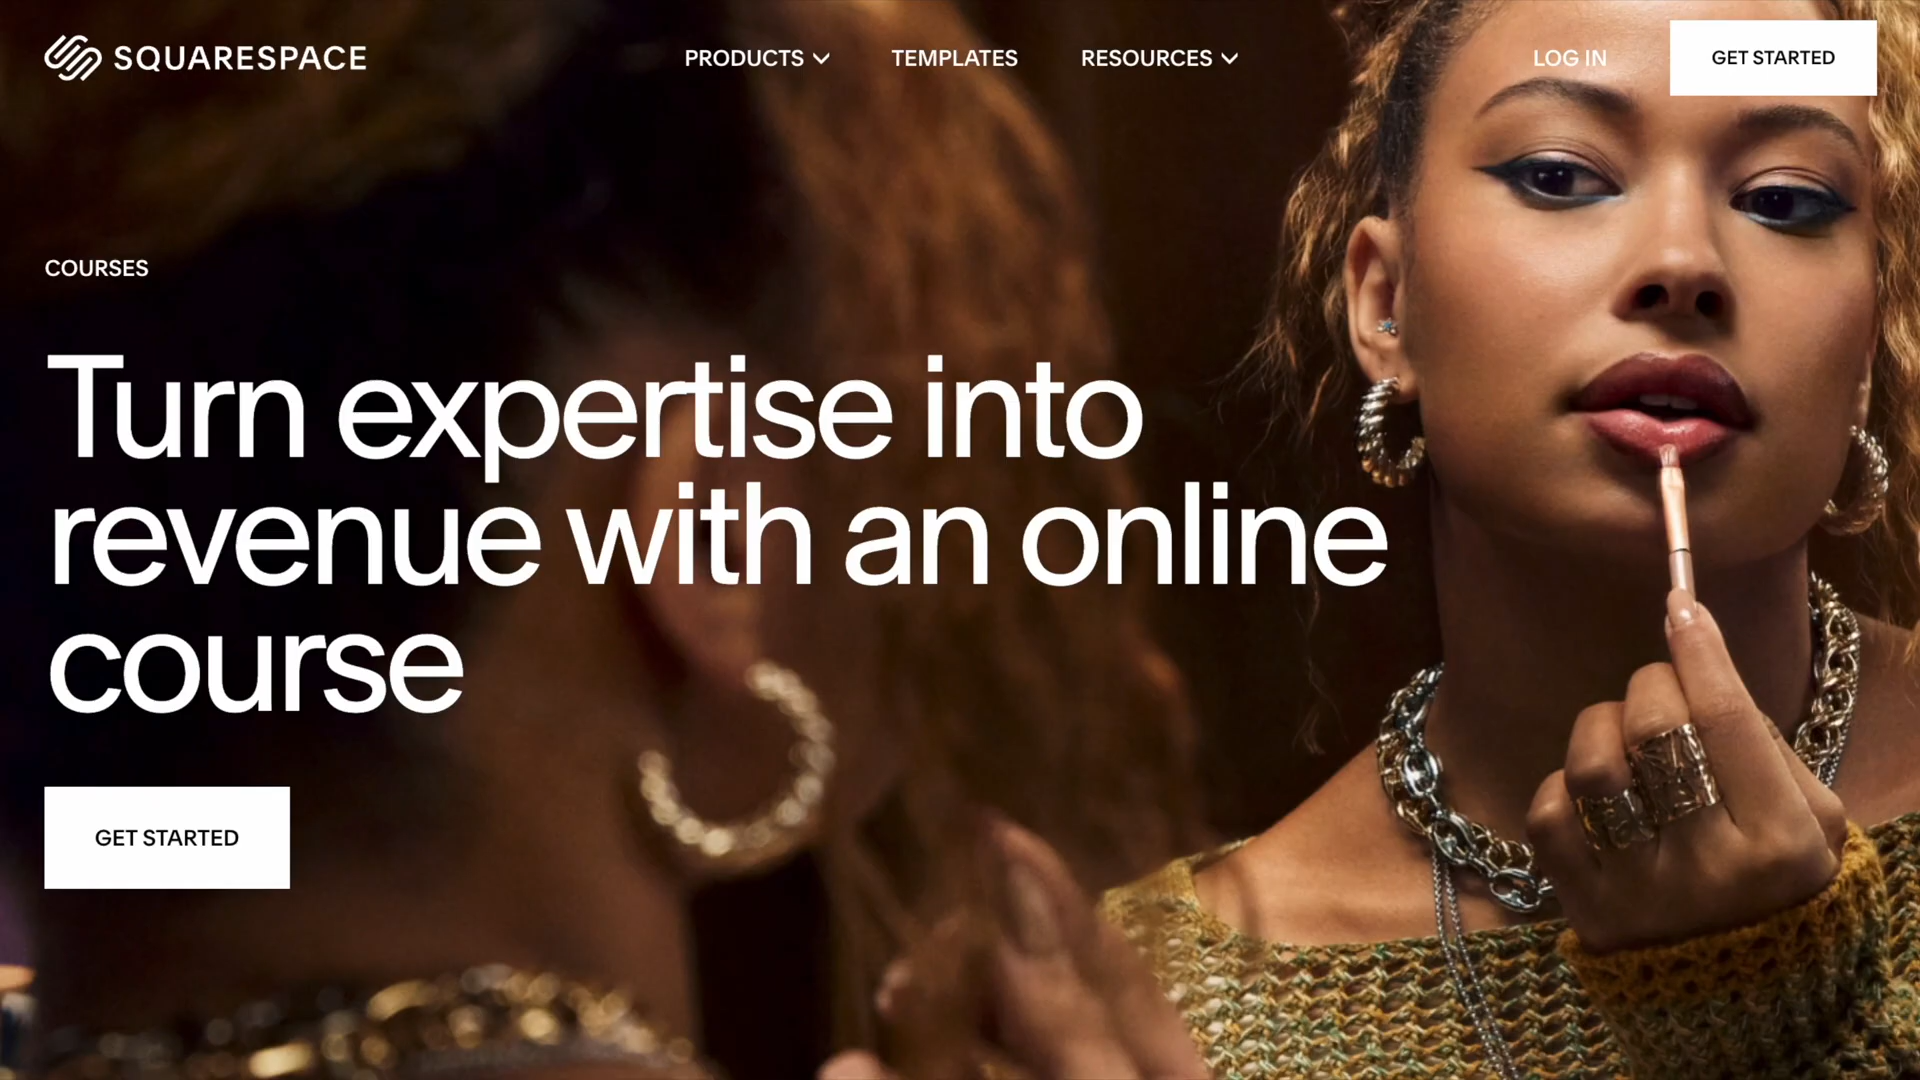 SQUARESPACE
PRODUCTS
TEMPLATES
RESOURCES
LOG IN
GET STARTED
COURSES
Turn expertise into
revenue with an online
course
GET STARTED